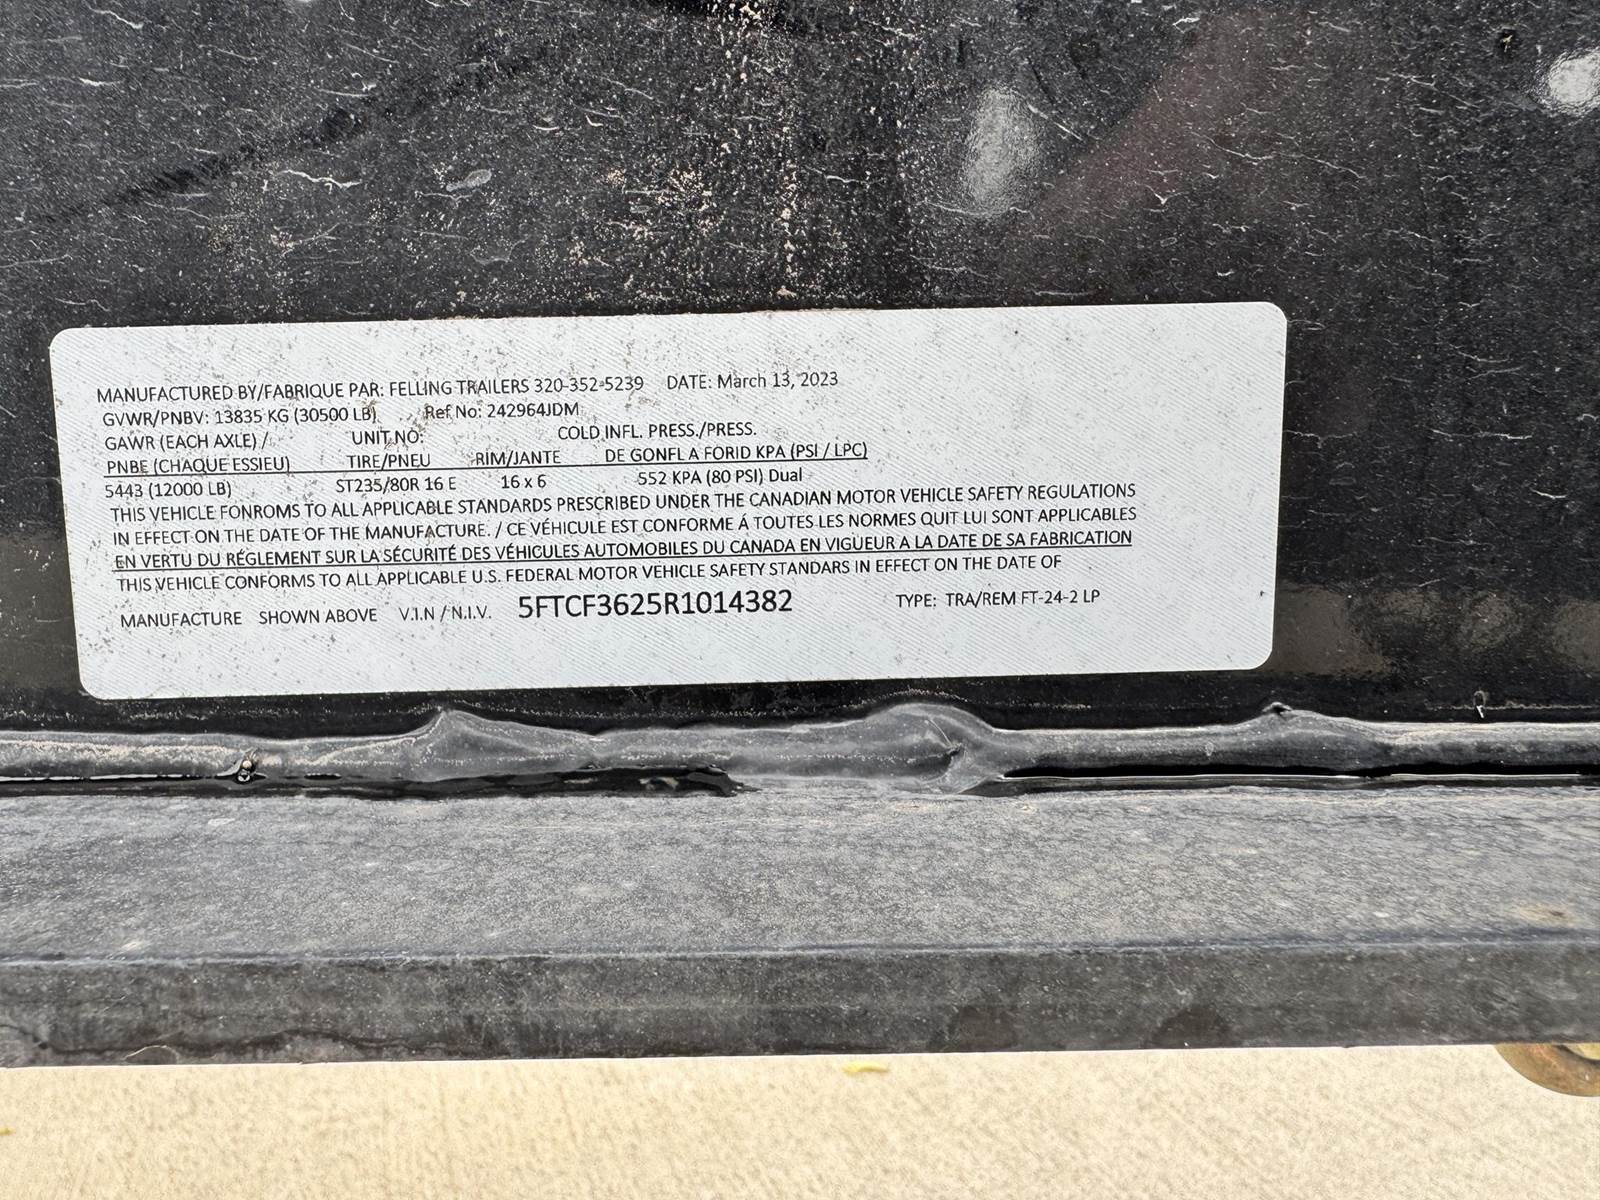 MANUFACTURED BY/FABRIQUE PAR: FELLING TRAILERS 320-352-5239 DATE: March 13, 2023
GVWR/PNBV: 13835 KG (30500 LB) Ref No: 242964JDM
GAWR (EACH AXLE) / UNIT NO: COLD INFL. PRESS./PRESS.
PNBE (CHAQUE ESSIEU) TIRE/PNEU RIM/JANTE DE GONFL A FORID KPA (PSI / LPC)
5443 (12000 LB) ST235/80R 16 E 16 x 6 552 KPA (80 PSI) Dual
THIS VEHICLE FONROMS TO ALL APPLICABLE STANDARDS PRESCRIBED UNDER THE CANADIAN MOTOR VEHICLE SAFETY REGULATIONS
IN EFFECT ON THE DATE OF THE MANUFACTURE. / CE VÉHICULE EST CONFORME Á TOUTES LES NORMES QUIT LUI SONT APPLICABLES
EN VERTU DU RÉGLEMENT SUR LA SÉCURITÉ DES VÉHICULES AUTOMOBILES DU CANADA EN VIGUEUR A LA DATE DE SA FABRICATION
THIS VEHICLE CONFORMS TO ALL APPLICABLE U.S. FEDERAL MOTOR VEHICLE SAFETY STANDARS IN EFFECT ON THE DATE OF
MANUFACTURE SHOWN ABOVE V.I.N / N.I.V. 5FTCF3625R1014382 TYPE: TRA/REM FT-24-2 LP